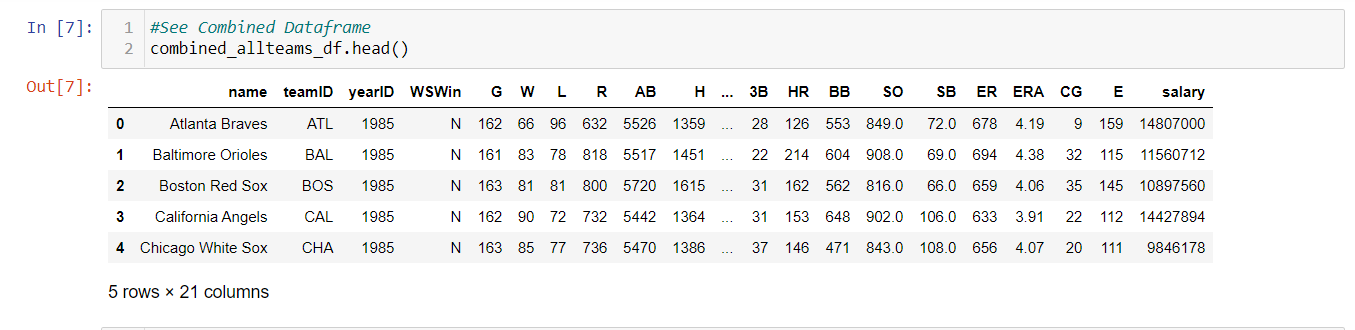 In [7]: 1 #See Combined Dataframe
2 combined_allteams_df.head()
Out[7]:
name teamID yearID WSWin G W L R AB H ... 3B HR BB SO SB ER ERA CG E salary
0 Atlanta Braves ATL 1985 N 162 66 96 632 5526 1359 ... 28 126 553 849.0 72.0 678 4.19 9 159 14807000
1 Baltimore Orioles BAL 1985 N 161 83 78 818 5517 1451 ... 22 214 604 908.0 69.0 694 4.38 32 115 11560712
2 Boston Red Sox BOS 1985 N 163 81 81 800 5720 1615 ... 31 162 562 816.0 66.0 659 4.06 35 145 10897560
3 California Angels CAL 1985 N 162 90 72 732 5442 1364 ... 31 153 648 902.0 106.0 633 3.91 22 112 14427894
4 Chicago White Sox CHA 1985 N 163 85 77 736 5470 1386 ... 37 146 471 843.0 108.0 656 4.07 20 111 9846178
5 rows × 21 columns